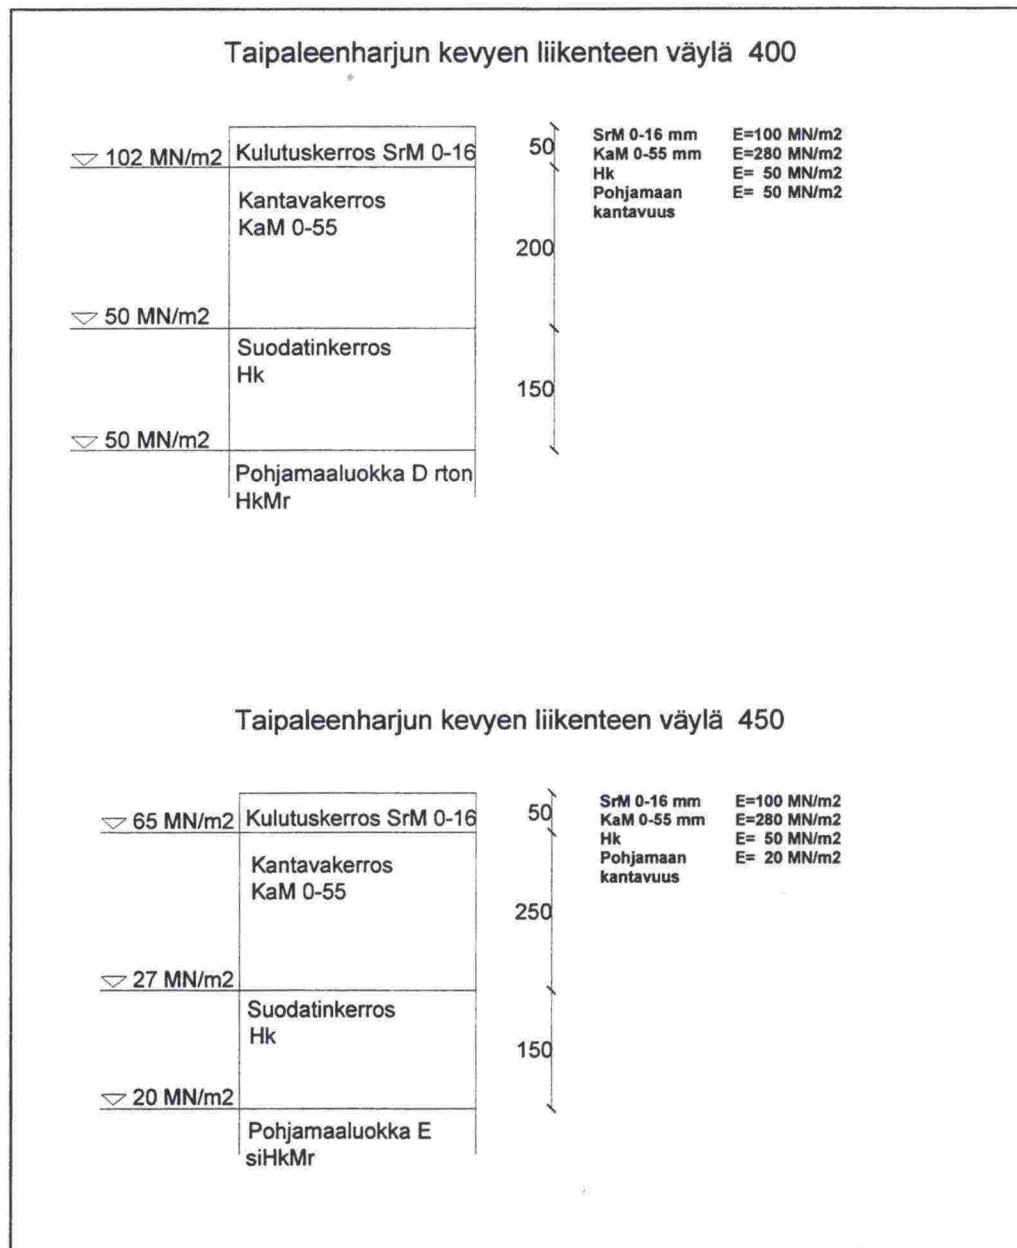 Taipaleenharjun kevyen liikenteen väylä 400
102 MN/m2
Kulutuskerros SrM 0-16
50
Kantavakerros
KaM 0-55
200
50 MN/m2
Suodatinkerros
Hk
150
50 MN/m2
Pohjamaaluokka D rton
HkMr
SrM 0-16 mm E=100 MN/m2
KaM 0-55 mm E=280 MN/m2
Hk E= 50 MN/m2
Pohjamaan E= 50 MN/m2
kantavuus
Taipaleenharjun kevyen liikenteen väylä 450
65 MN/m2
Kulutuskerros SrM 0-16
50
Kantavakerros
KaM 0-55
250
27 MN/m2
Suodatinkerros
Hk
150
20 MN/m2
Pohjamaaluokka E
siHkMr
SrM 0-16 mm E=100 MN/m2
KaM 0-55 mm E=280 MN/m2
Hk E= 50 MN/m2
Pohjamaan E= 20 MN/m2
kantavuus